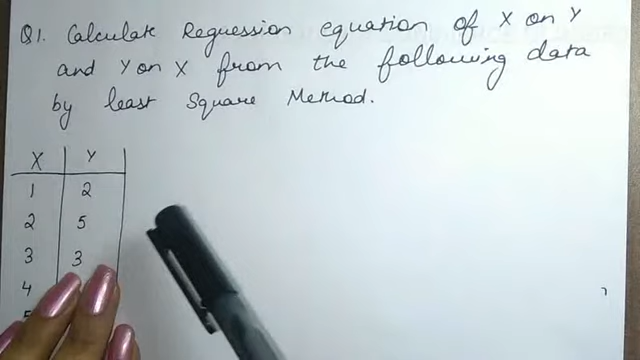 Q1. Calculate Regression equation of X on Y
and Y on X from the following data
by least Square Method.
X Y
1 2
2 5
3 3
4